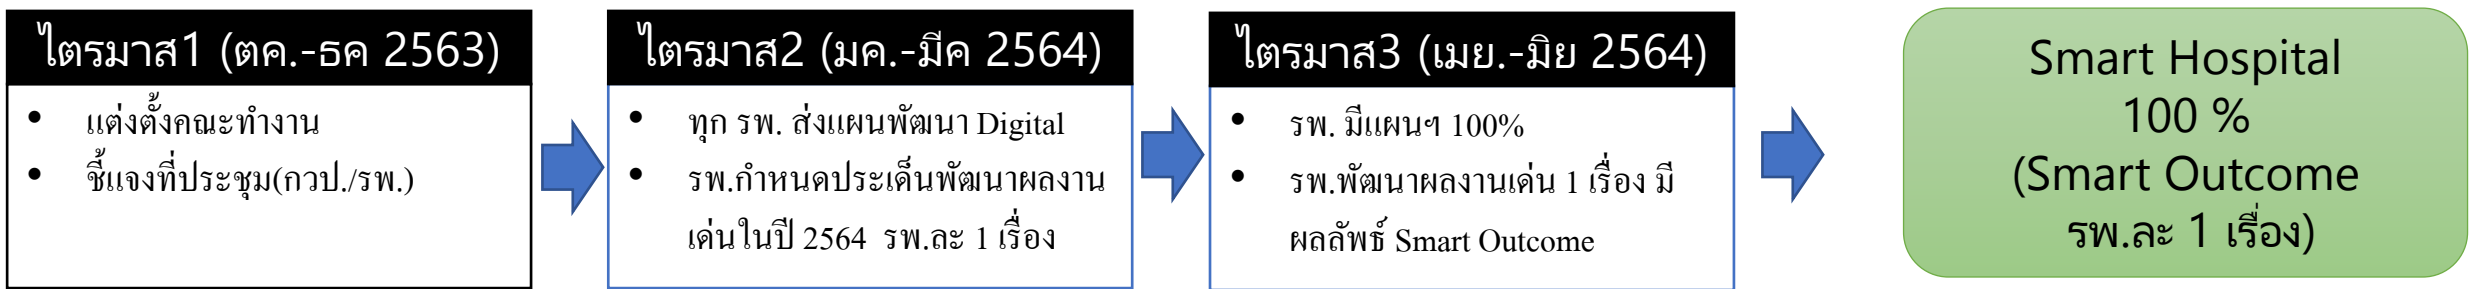 ไตรมาส1 (ตค.-ธค 2563)
• แต่งตั้งคณะทำงาน
• ชี้แจงที่ประชุม(กวป./รพ.)
ไตรมาส2 (มค.-มีค 2564)
• ทุก รพ. ส่งแผนพัฒนา Digital
• รพ.กำหนดประเด็นพัฒนาผลงาน
เด่นในปี 2564 รพ.ละ 1 เรื่อง
ไตรมาส3 (เมย.-มิย 2564)
• รพ. มีแผนฯ 100%
• รพ.พัฒนาผลงานเด่น 1 เรื่อง มี
ผลลัพธ์ Smart Outcome
Smart Hospital
100 %
(Smart Outcome
รพ.ละ 1 เรื่อง)